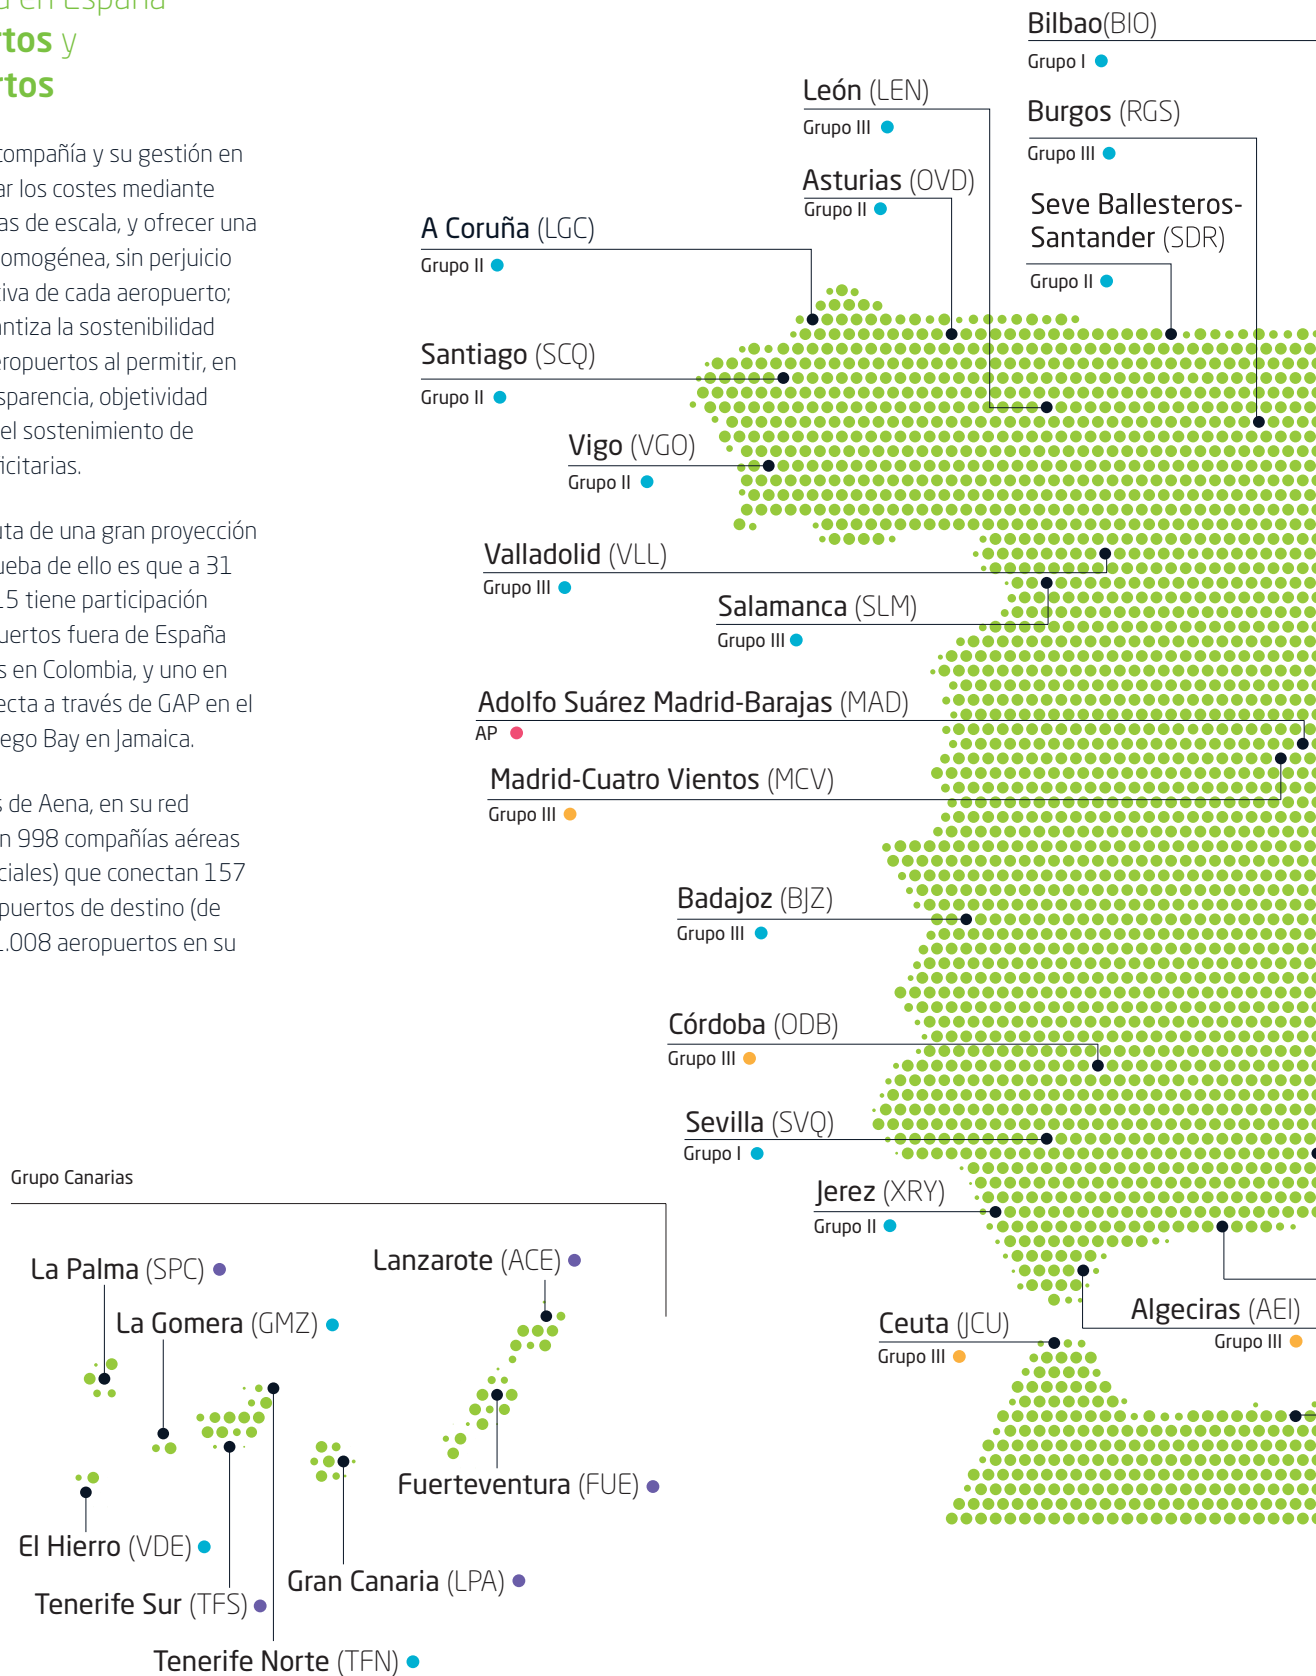 en España
rtos y
rtos
compañía y su gestión en
ar los costes mediante
as de escala, y ofrecer una
omogénea, sin perjuicio
tiva de cada aeropuerto;
antiza la sostenibilidad
eropuertos al permitir, en
sparencia, objetividad
el sostenimiento de
icitarias.
uta de una gran proyección
ueba de ello es que a 31
15 tiene participación
uertos fuera de España
s en Colombia, y uno en
ecta a través de GAP en el
ego Bay en Jamaica.
s de Aena, en su red
n 998 compañías aéreas
ciales) que conectan 157
puertos de destino (de
1.008 aeropuertos en su
Bilbao(BIO)
Grupo I
León (LEN)
Grupo III
Burgos (RGS)
Grupo III
Asturias (OVD)
Grupo II
Seve Ballesteros-
Santander (SDR)
Grupo II
A Coruña (LGC)
Grupo II
Santiago (SCQ)
Grupo II
Vigo (VGO)
Grupo II
Valladolid (VLL)
Grupo III
Salamanca (SLM)
Grupo III
Adolfo Suárez Madrid-Barajas (MAD)
AP
Madrid-Cuatro Vientos (MCV)
Grupo III
Badajoz (BJZ)
Grupo III
Córdoba (ODB)
Grupo III
Sevilla (SVQ)
Grupo I
Jerez (XRY)
Grupo II
Algeciras (AEI)
Grupo III
Ceuta (JCU)
Grupo III
Grupo Canarias
La Palma (SPC)
Lanzarote (ACE)
La Gomera (GMZ)
Fuerteventura (FUE)
El Hierro (VDE)
Gran Canaria (LPA)
Tenerife Sur (TFS)
Tenerife Norte (TFN)